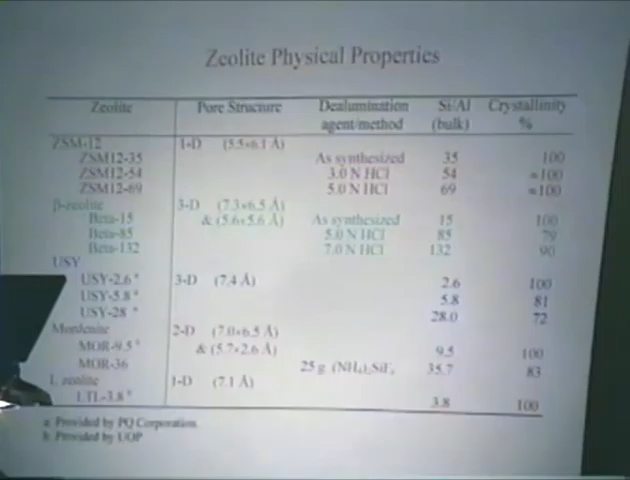 Zeolite Physical Properties
Zeolite Pore Structure Dealumination agent/method Si/Al (bulk) Crystallinity %
ZSM-12 1-D (5.5×6.1 Å)
ZSM12-35 As synthesized 35 100
ZSM12-54 3.0 N HCl 54 ≈100
ZSM12-69 5.0 N HCl 69 ≈100
β-zeolite 3-D (7.3×6.5 Å)
Beta-15 & (5.6×5.6 Å) As synthesized 15 100
Beta-85 5.0 N HCl 85 79
Beta-132 7.0 N HCl 132 90
USY
USY-2.6 3-D (7.4 Å) 2.6 100
USY-5.8 5.8 81
USY-28 28.0 72
Mordenite 2-D (7.0×6.5 Å)
MOR-9.5 & (5.7×2.6 Å) 9.5 100
MOR-36 25 g (NH₄)₂SiF₆ 35.7 83
L zeolite 1-D (7.1 Å)
LTL-3.8 3.8 100
a: Provided by PQ Corporation.
b: Provided by UOP